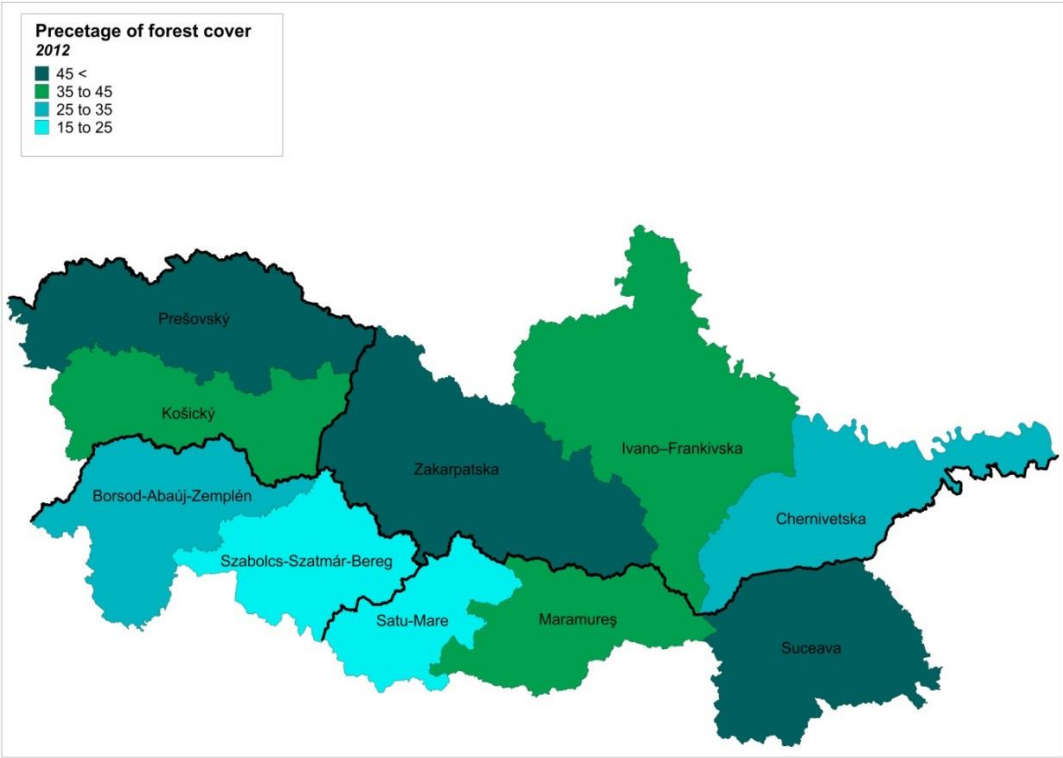 Precetage of forest cover
2012
45 <
35 to 45
25 to 35
15 to 25
Prešovský
Košický
Ivano–Frankivska
Zakarpatska
Borsod-Abaúj-Zemplén
Chernivetska
Szabolcs-Szatmár-Bereg
Satu-Mare
Maramureş
Suceava